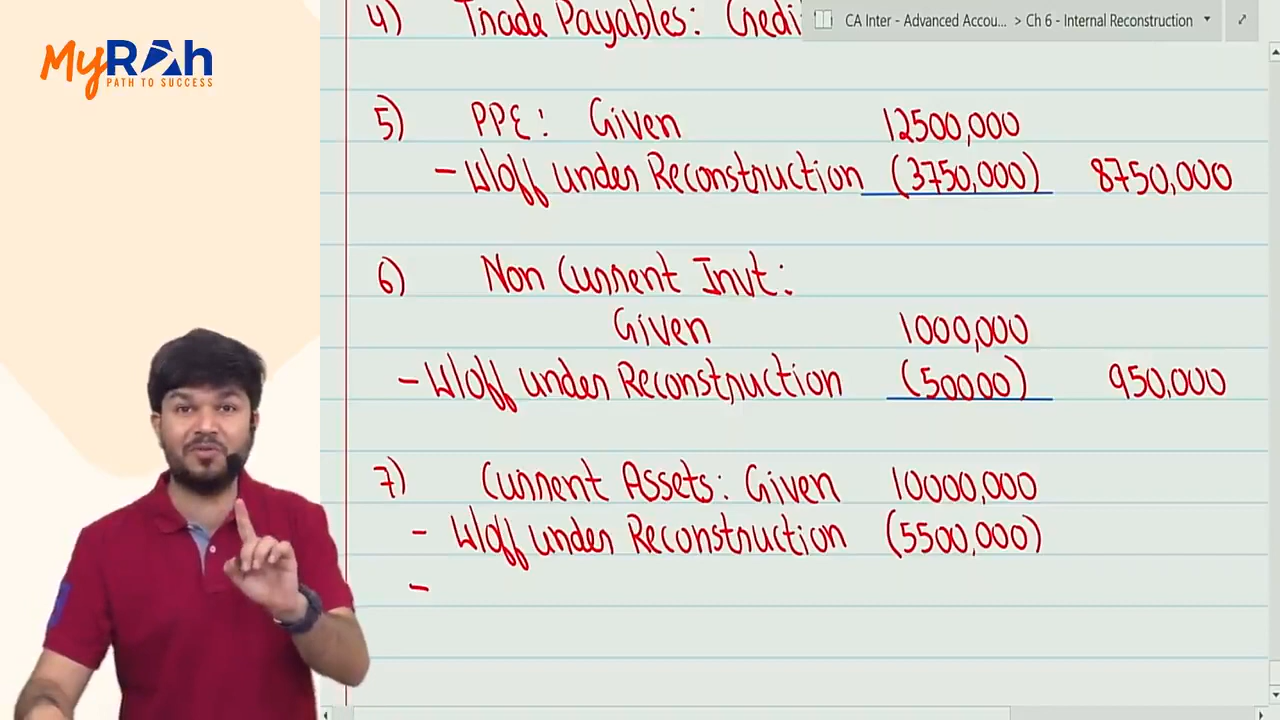 MyRAh
PATH TO SUCCESS
CA Inter - Advanced Accou... > Ch 6 - Internal Reconstruction
4) Trade Payables: Credi
5) PPE: Given 12500,000
- W/off under Reconstruction (3750,000) 8750,000
6) Non Current Invt:
Given 1000,000
- W/off under Reconstruction (50000) 950,000
7) Current Assets: Given 10000,000
- W/off under Reconstruction (5500,000)
-